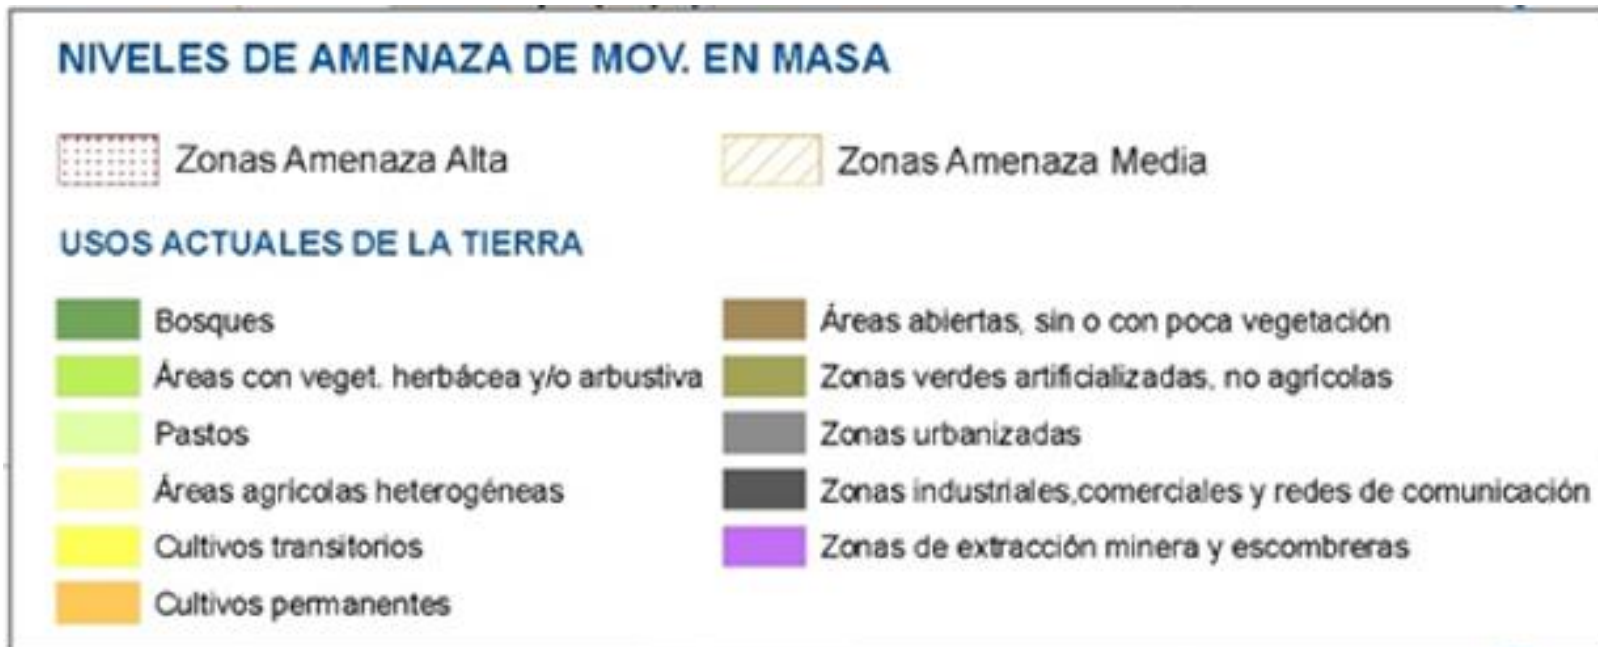 NIVELES DE AMENAZA DE MOV. EN MASA
Zonas Amenaza Alta
Zonas Amenaza Media
USOS ACTUALES DE LA TIERRA
Bosques
Áreas con veget. herbácea y/o arbustiva
Pastos
Áreas agrícolas heterogéneas
Cultivos transitorios
Cultivos permanentes
Áreas abiertas, sin o con poca vegetación
Zonas verdes artificializadas, no agrícolas
Zonas urbanizadas
Zonas industriales,comerciales y redes de comunicación
Zonas de extracción minera y escombreras